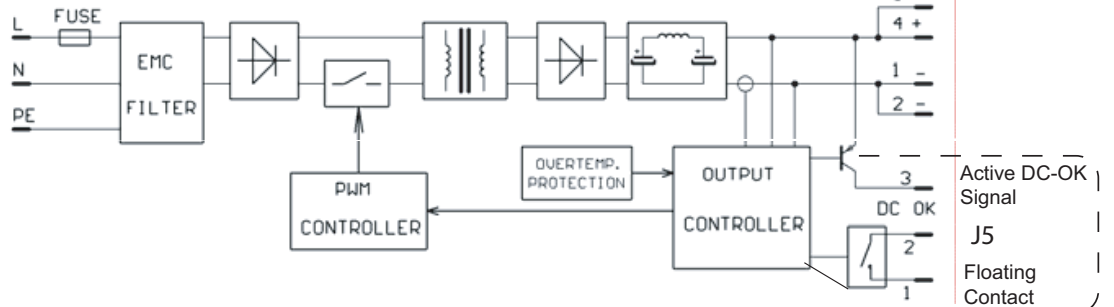 FUSE
L
4 +
EMC
FILTER
N
1 -
2 -
PE
OVERTEMP.
PROTECTION
OUTPUT
CONTROLLER
PWM
CONTROLLER
3
DC OK
Active DC-OK
Signal
2
J5
1
Floating
Contact